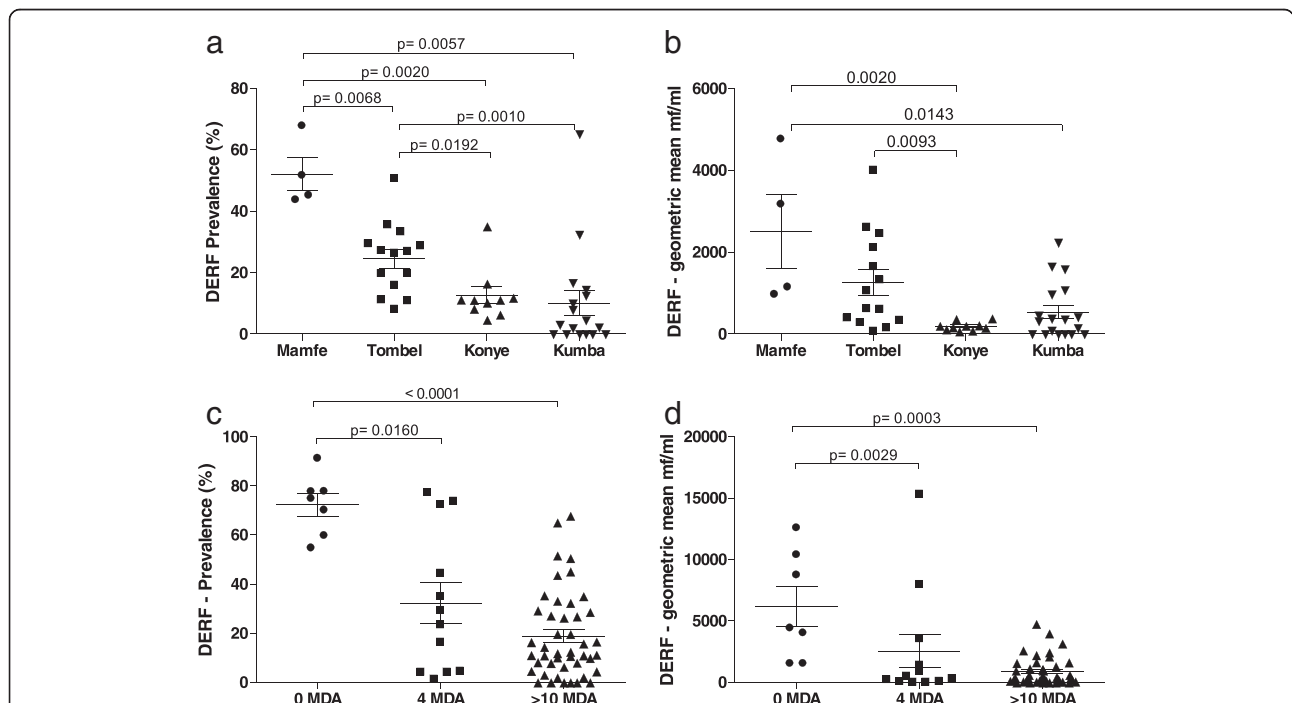 a
p= 0.0057
p= 0.0020
p= 0.0068
p= 0.0010
p= 0.0192
DERF Prevalence (%)
80
60
40
20
0
Mamfe Tombel Konye Kumba
b
0.0020
0.0143
0.0093
DERF - geometric mean mf/ml
6000
4000
2000
0
Mamfe Tombel Konye Kumba
c
< 0.0001
p= 0.0160
DERF - Prevalence (%)
100
80
60
40
20
0
0 MDA 4 MDA >10 MDA
d
p= 0.0003
p= 0.0029
DERF - geometric mean mf/ml
20000
15000
10000
5000
0
0 MDA 4 MDA >10 MDA